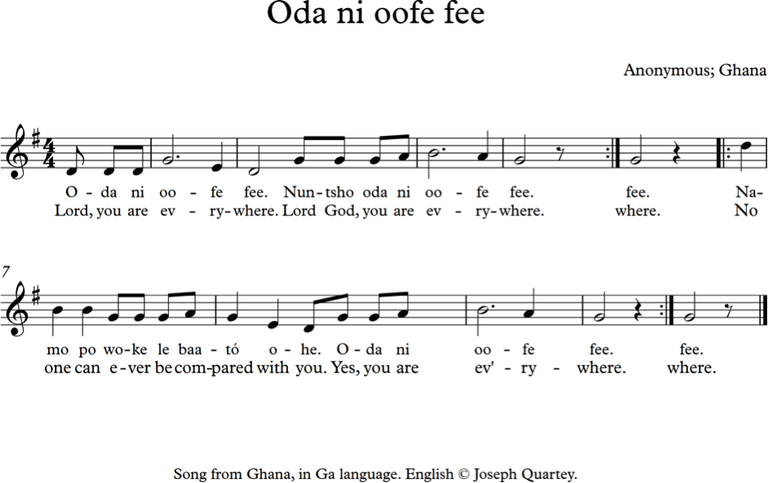 Oda ni oofe fee
Anonymous; Ghana
4
4
O - da ni oo - fe fee. Nun - tsho oda ni oo - fe fee. fee. Na-
Lord, you are ev - ry - where. Lord God, you are ev - ry - where. where. No
7
mo po wo - ke le baa - tó o - he. O - da ni oo - fe fee. fee.
one can e - ver be com - pared with you. Yes, you are ev' - ry - where. where.
Song from Ghana, in Ga language. English © Joseph Quartey.